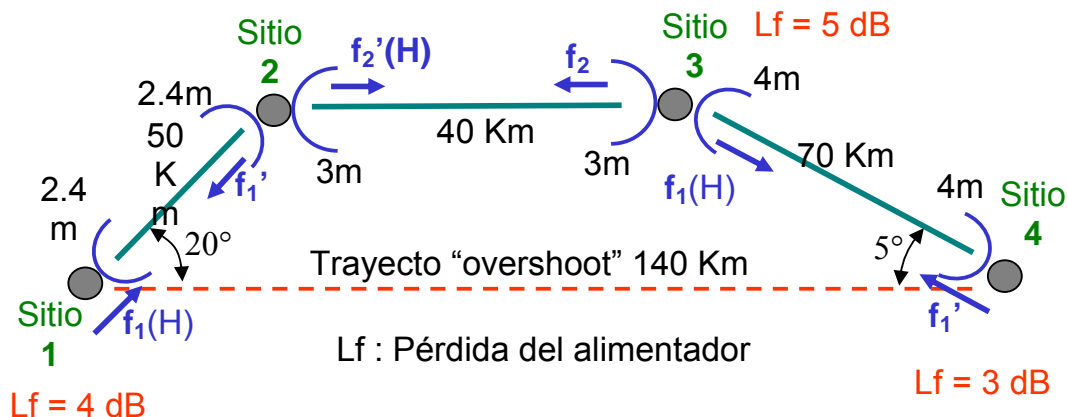 Sitio
2
f2’(H)
f2
Sitio
3
Lf = 5 dB
2.4m
50
K
m
f1’
3m
40 Km
3m
4m
f1(H)
70 Km
4m
Sitio
4
2.4
m
20°
5°
Trayecto “overshoot” 140 Km
Sitio
1
f1(H)
f1’
Lf : Pérdida del alimentador
Lf = 4 dB
Lf = 3 dB